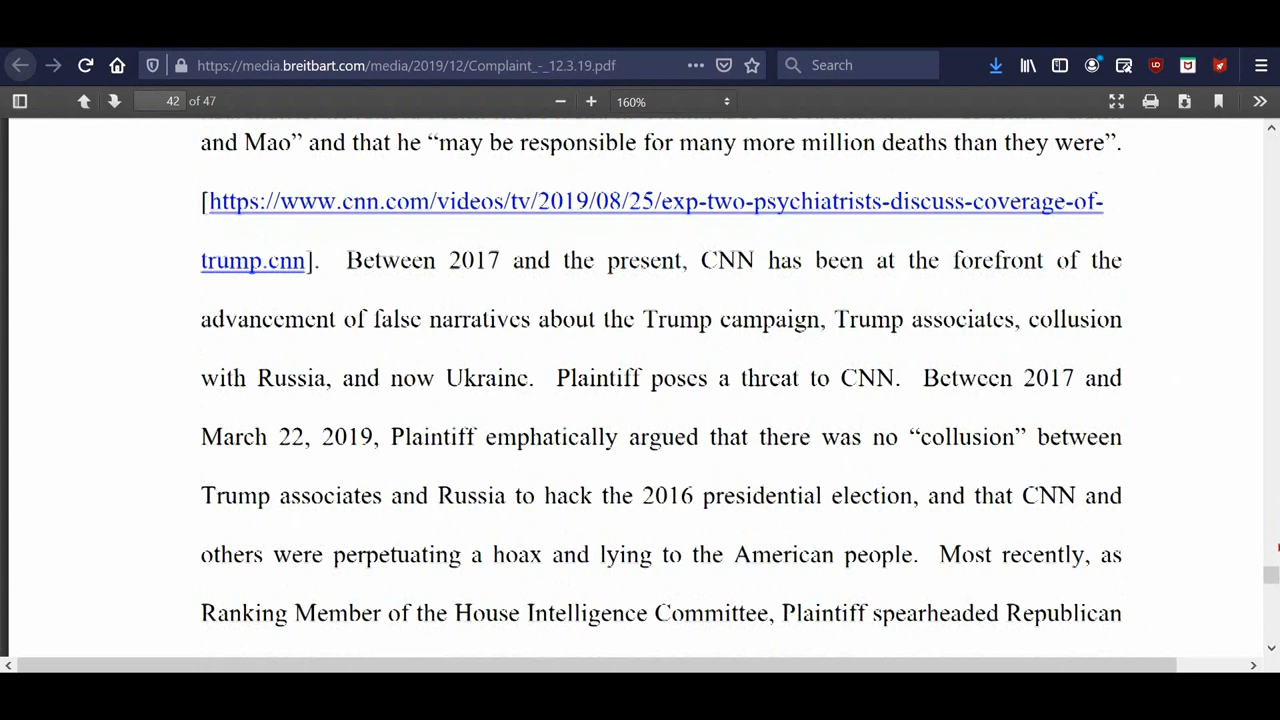 https://media.breitbart.com/media/2019/12/Complaint_-_12.3.19.pdf
Search
42 of 47
160%
and Mao” and that he “may be responsible for many more million deaths than they were”.
[https://www.cnn.com/videos/tv/2019/08/25/exp-two-psychiatrists-discuss-coverage-of-
trump.cnn]. Between 2017 and the present, CNN has been at the forefront of the
advancement of false narratives about the Trump campaign, Trump associates, collusion
with Russia, and now Ukraine. Plaintiff poses a threat to CNN. Between 2017 and
March 22, 2019, Plaintiff emphatically argued that there was no “collusion” between
Trump associates and Russia to hack the 2016 presidential election, and that CNN and
others were perpetuating a hoax and lying to the American people. Most recently, as
Ranking Member of the House Intelligence Committee, Plaintiff spearheaded Republican